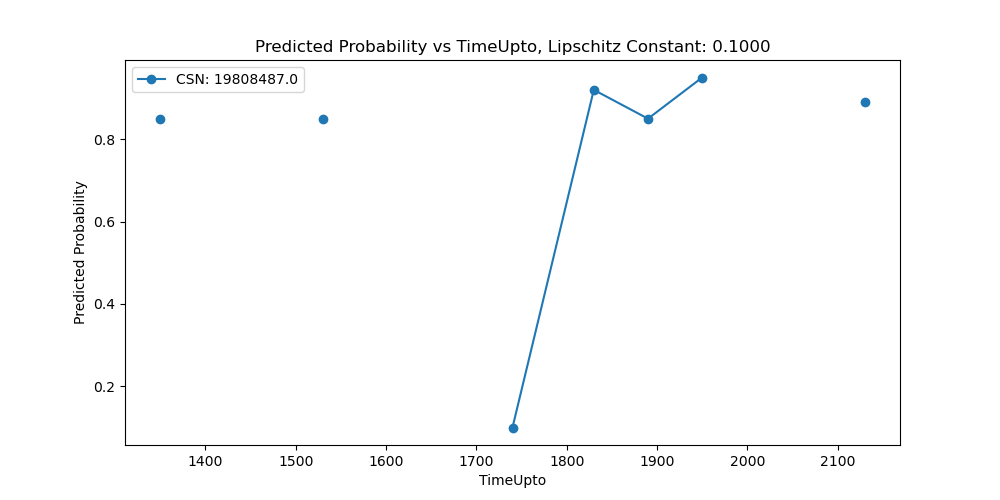 Predicted Probability vs TimeUpto, Lipschitz Constant: 0.1000
CSN: 19808487.0
Predicted Probability
0.8
0.6
0.4
0.2
1400 1500 1600 1700 1800 1900 2000 2100
TimeUpto